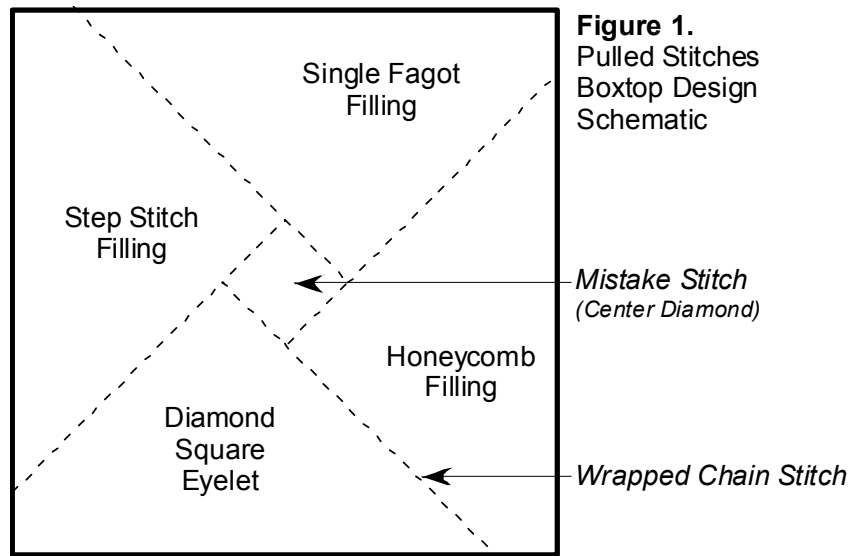 Figure 1.
Pulled Stitches
Boxtop Design
Schematic
Single Fagot
Filling
Step Stitch
Filling
Mistake Stitch
(Center Diamond)
Honeycomb
Filling
Diamond
Square
Eyelet
Wrapped Chain Stitch